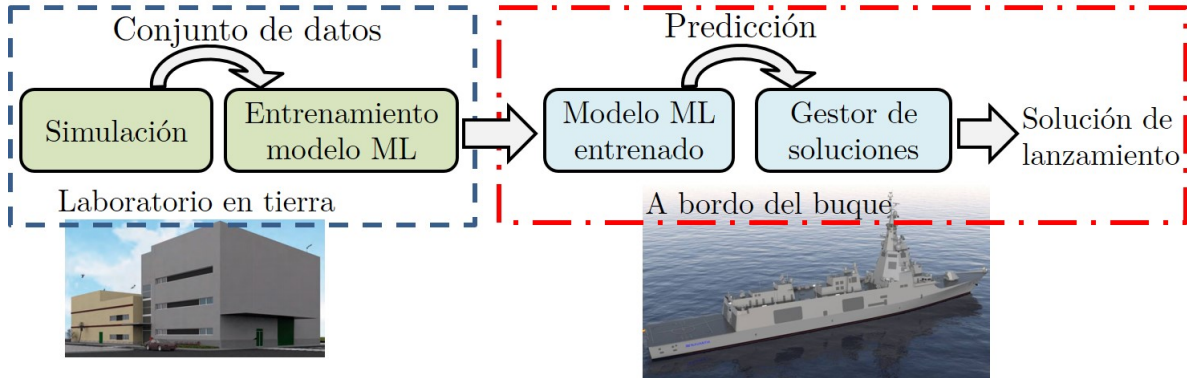 Conjunto de datos
Simulación
Entrenamiento
modelo ML
Laboratorio en tierra
Predicción
Modelo ML
entrenado
Gestor de
soluciones
Solución de
lanzamiento
A bordo del buque